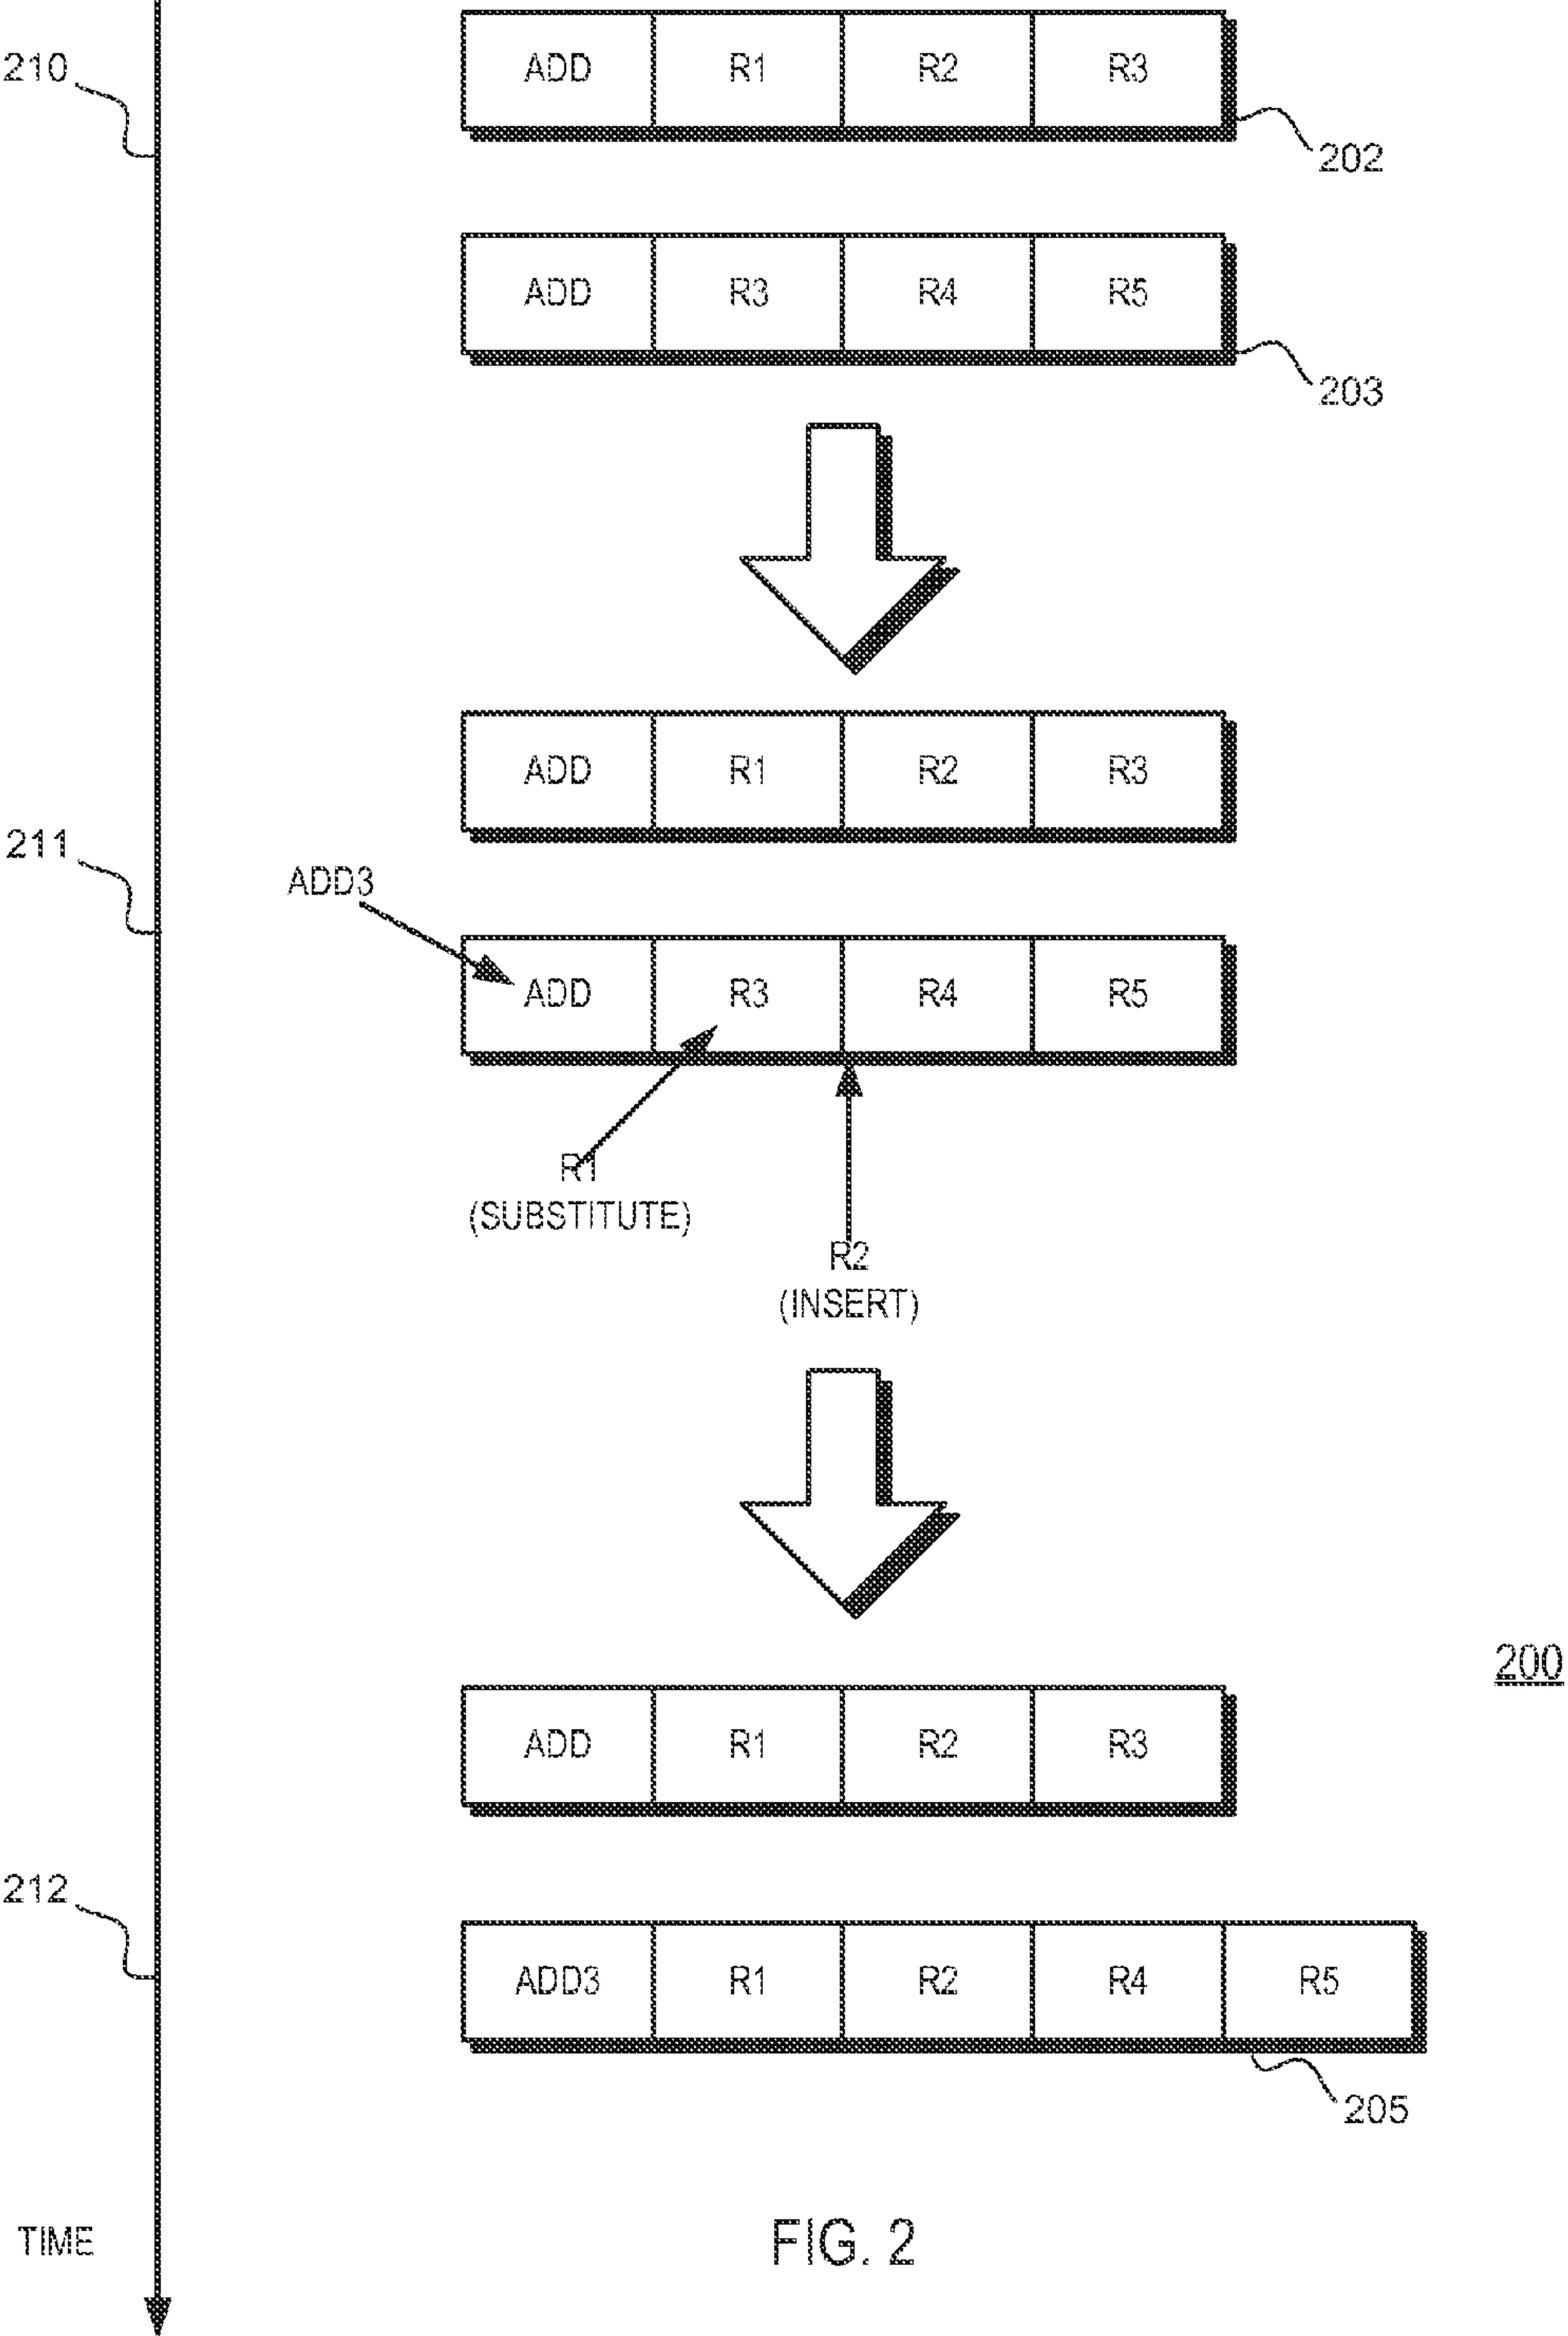 ADD R1 R2 R3
210
202
ADD R3 R4 R5
203
ADD R1 R2 R3
211
ADD3
ADD R3 R4 R5
R1
(SUBSTITUTE)
R2
(INSERT)
200
ADD R1 R2 R3
212
ADD3 R1 R2 R4 R5
205
TIME
FIG. 2